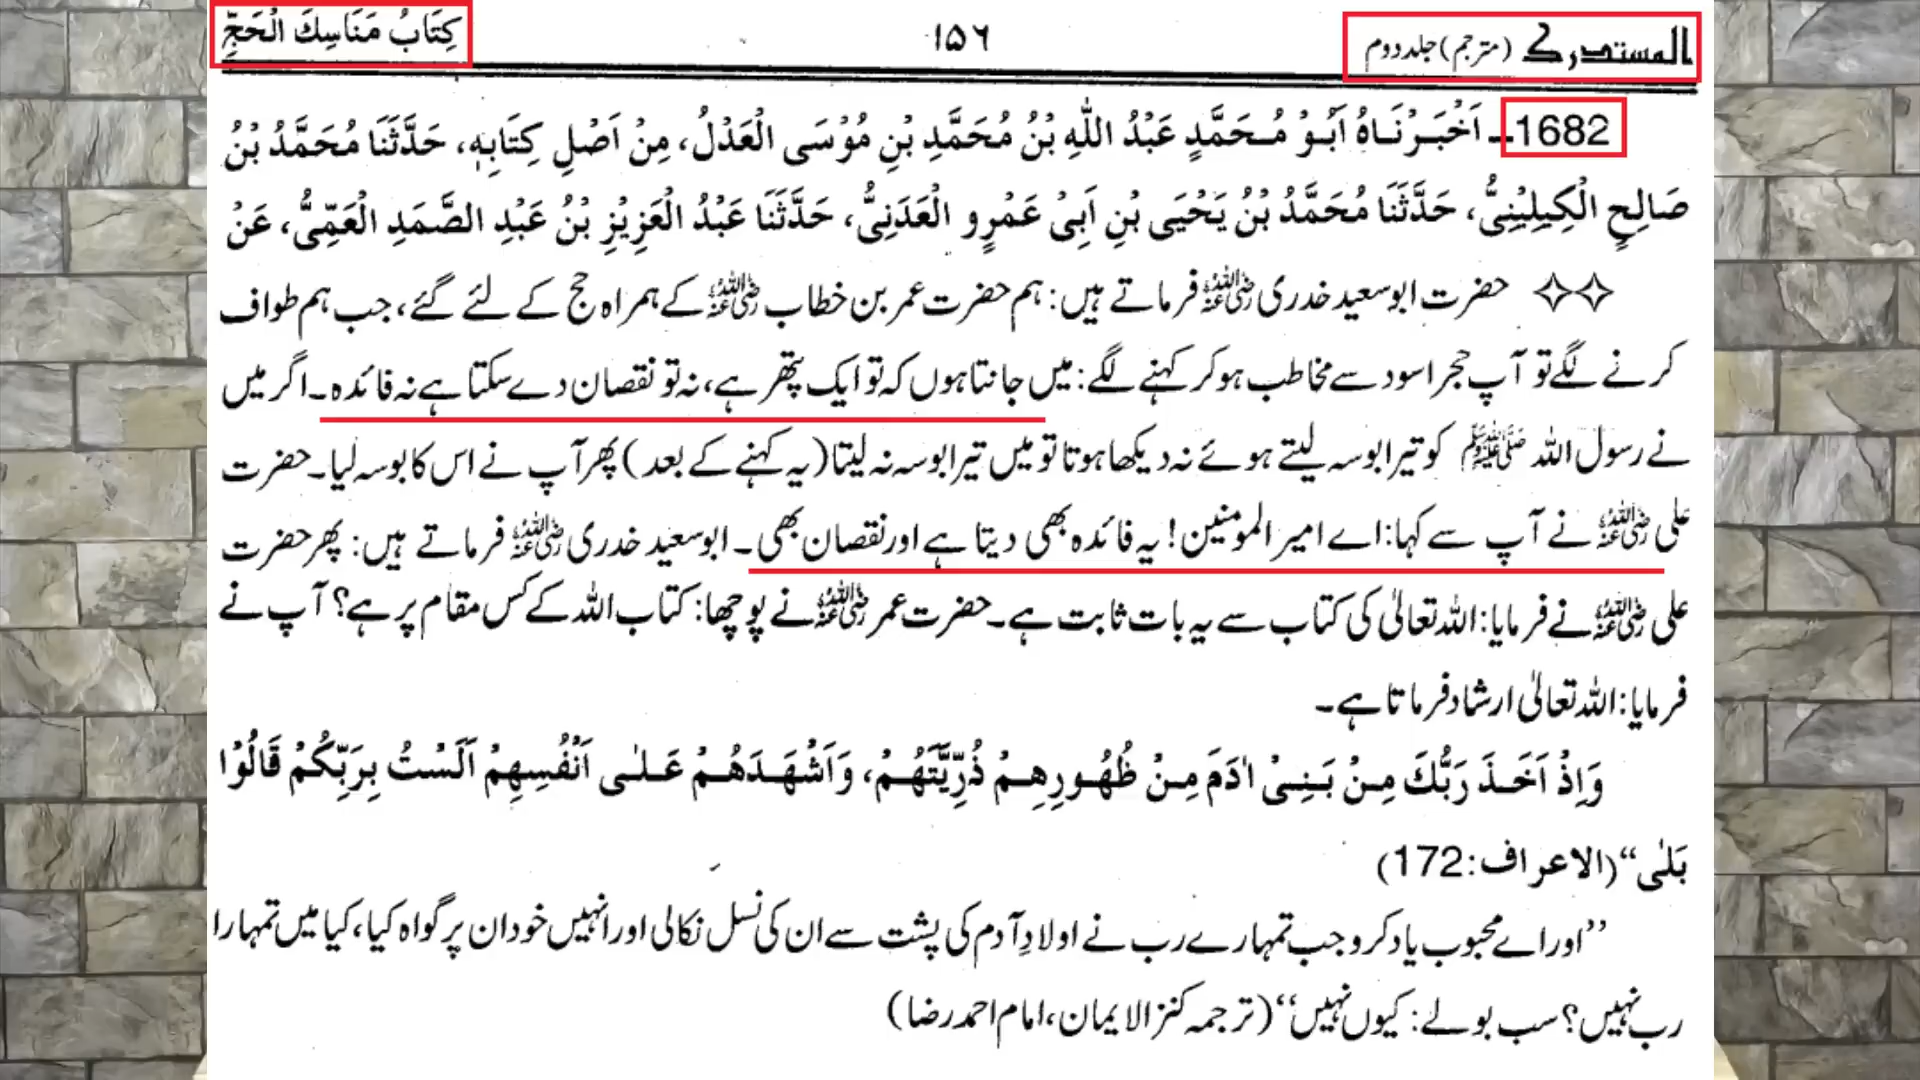 المستدرک (مترجم) جلد دوم
۱۵۶
كِتَابُ مَنَاسِكَ الْحَجِّ
1682ـ اَخْبَرْنَاهُ اَبُوْ مُحَمَّدٍ عَبْدُ اللّٰهِ بْنُ مُحَمَّدِ بْنِ مُوْسَى الْعَدْلُ، مِنْ اَصْلِ كِتَابِهٖ، حَدَّثَنَا مُحَمَّدُ بْنُ
صَالِحٍ الْكِيلِيْنِىُّ، حَدَّثَنَا مُحَمَّدُ بْنُ يَحْيَى بْنِ اَبِىْ عَمْرٍو الْعَدَنِىُّ، حَدَّثَنَا عَبْدُ الْعَزِيْزِ بْنُ عَبْدِ الصَّمَدِ الْعَمِّىُّ، عَنْ
حضرت ابوسعید خدری رضی اللہ عنہ فرماتے ہیں: ہم حضرت عمر بن خطاب رضی اللہ عنہ کے ہمراہ حج کے لئے گئے، جب ہم طواف
کرنے لگے تو آپ حجر اسود سے مخاطب ہو کر کہنے لگے: میں جانتا ہوں کہ تو ایک پتھر ہے، نہ تو نقصان دے سکتا ہے نہ فائدہ۔ اگر میں
نے رسول اللہ ﷺ کو تیرا بوسہ لیتے ہوئے نہ دیکھا ہوتا تو میں تیرا بوسہ نہ لیتا (یہ کہنے کے بعد) پھر آپ نے اس کا بوسہ لیا۔ حضرت
علی رضی اللہ عنہ نے آپ سے کہا: اے امیر المومنین! یہ فائدہ بھی دیتا ہے اور نقصان بھی۔ ابوسعید خدری رضی اللہ عنہ فرماتے ہیں: پھر حضرت
علی رضی اللہ عنہ نے فرمایا: اللہ تعالیٰ کی کتاب سے یہ بات ثابت ہے۔ حضرت عمر رضی اللہ عنہ نے پوچھا: کتاب اللہ کے کس مقام پر ہے؟ آپ نے
فرمایا: اللہ تعالیٰ ارشاد فرماتا ہے۔
وَاِذْ اَخَذَ رَبُّكَ مِنْ بَنِىْ اٰدَمَ مِنْ ظُهُورِهِمْ ذُرِّيَّتَهُمْ، وَاَشْهَدَهُمْ عَلٰى اَنْفُسِهِمْ اَلَسْتُ بِرَبِّكُمْ قَالُوْا
بَلٰى“ (الاعراف: 172)
’’اور اے محبوب یاد کرو جب تمہارے رب نے اولادِ آدم کی پشت سے ان کی نسل نکالی اور انہیں خود ان پر گواہ کیا، کیا میں تمہارا
رب نہیں؟ سب بولے: کیوں نہیں‘‘ (ترجمہ کنز الایمان، امام احمد رضا)